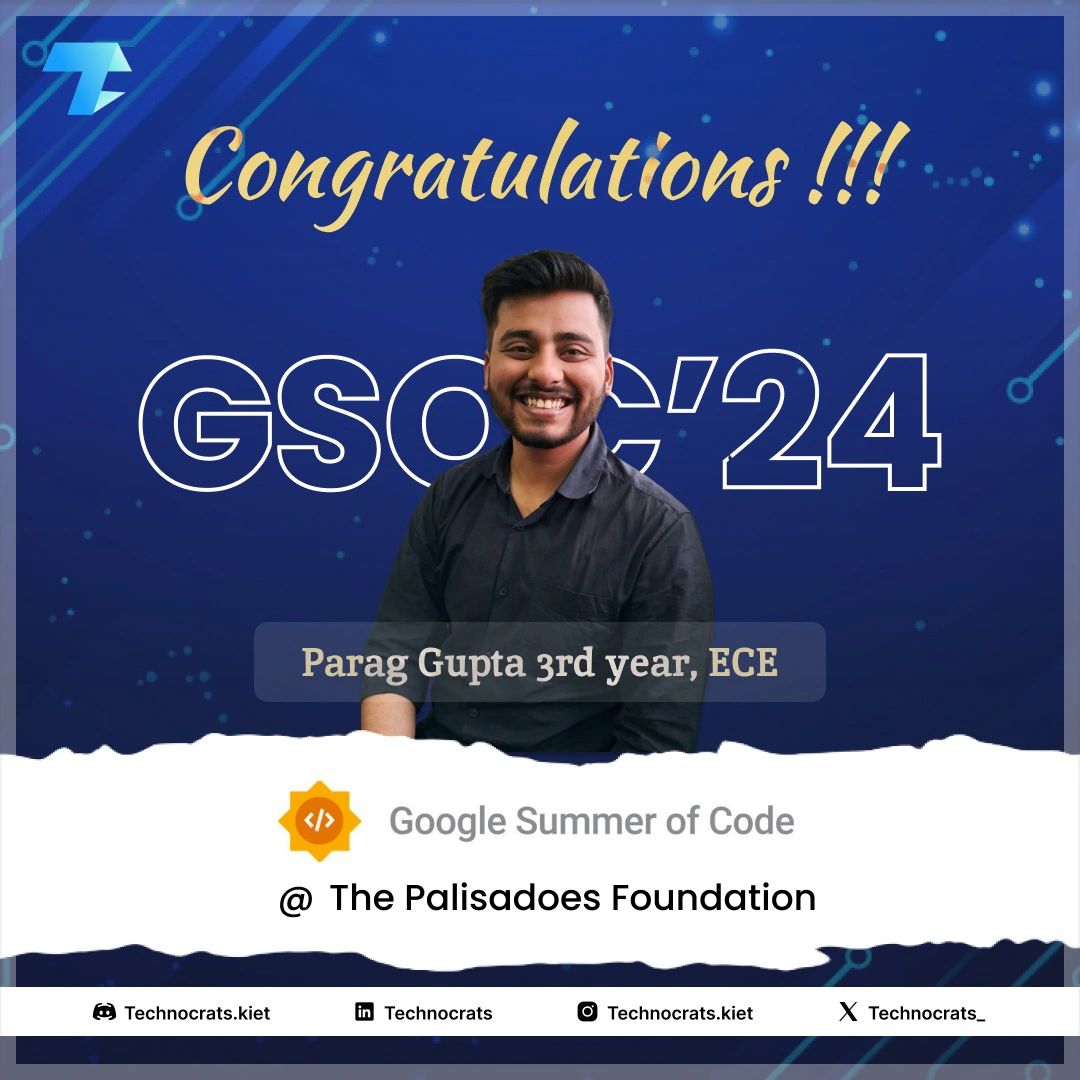 Congratulations !!!
GSOC'24
Parag Gupta 3rd year, ECE
</>
Google Summer of Code
@ The Palisadoes Foundation
Technocrats.kiet Technocrats Technocrats.kiet Technocrats_